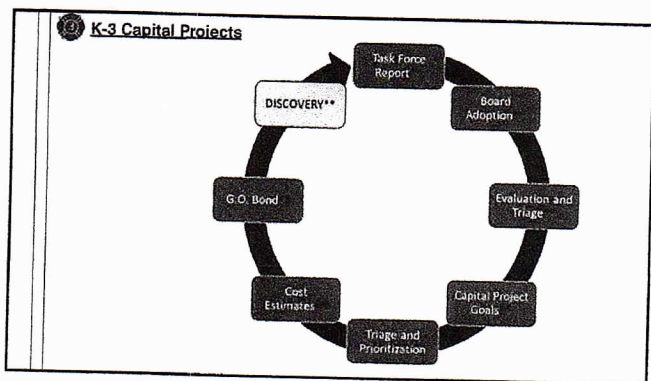 K-3 Capital Projects
Task Force
Report
Board
Adoption
Evaluation and
Triage
Capital Project
Goals
Triage and
Prioritization
Cost
Estimates
G.O. Bond
DISCOVERY**